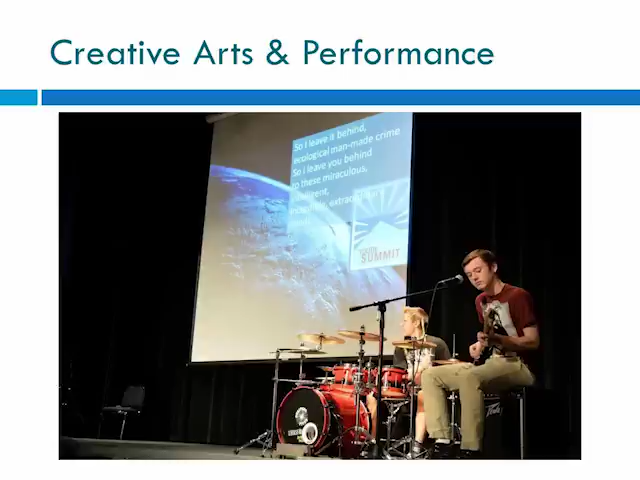 Creative Arts & Performance
So I leave it behind,
ecological man-made crime
So I leave you behind
to these miraculous,
SUMMIT
Peavey